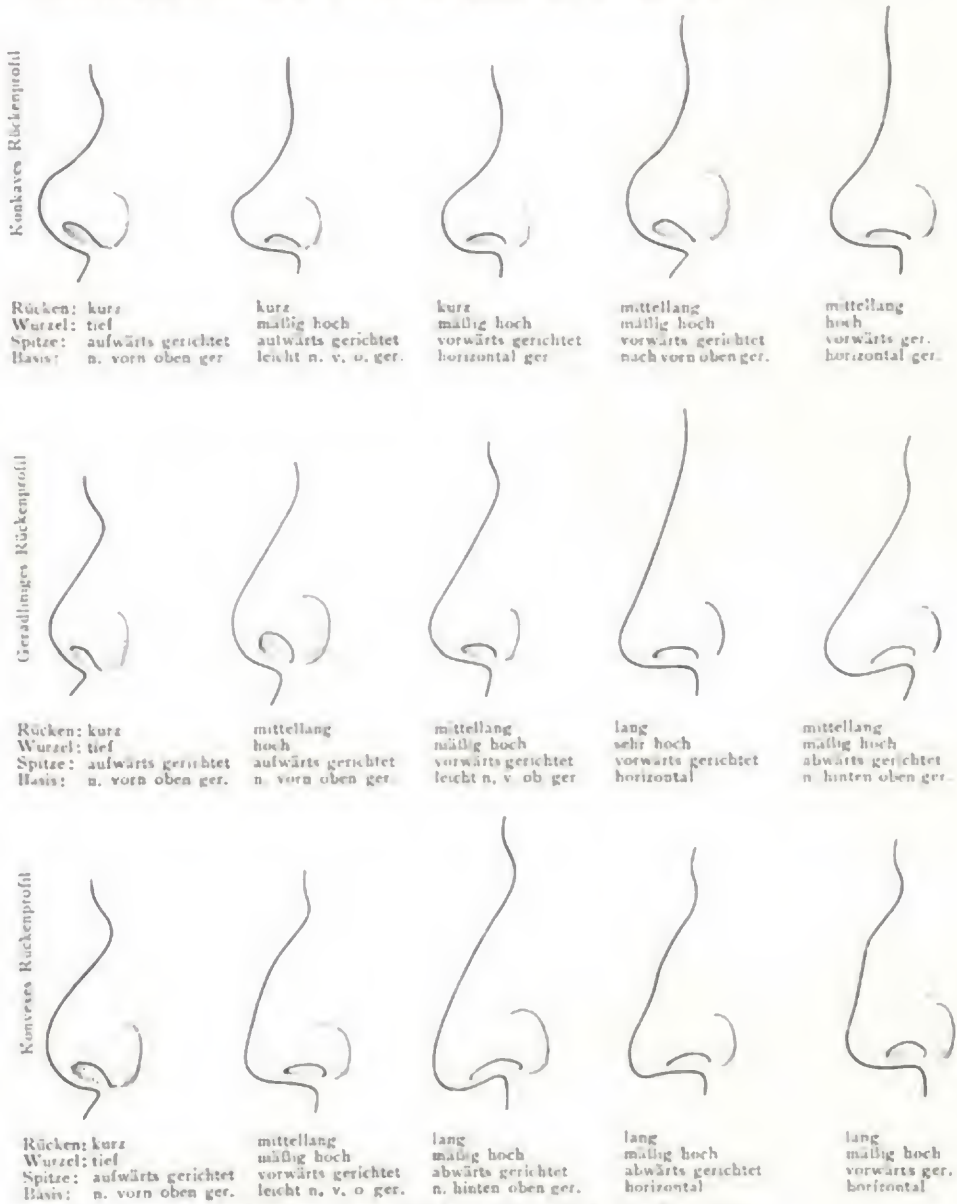 Konkaves Rückenprofil
Rücken: kurz
Wurzel: tief
Spitze: aufwärts gerichtet
Basis: n. vorn oben ger.
kurz
mäßig hoch
aufwärts gerichtet
leicht n. v. o. ger.
kurz
mäßig hoch
vorwärts gerichtet
horizontal ger
mittellang
mäßig hoch
vorwärts gerichtet
nach vorn oben ger.
mittellang
hoch
vorwärts ger.
horizontal ger.
Geradliniges Rückenprofil
Rücken: kurz
Wurzel: tief
Spitze: aufwärts gerichtet
Basis: n. vorn oben ger.
mittellang
hoch
aufwärts gerichtet
n. vorn oben ger.
mittellang
mäßig hoch
vorwärts gerichtet
leicht n, v. ob ger
lang
sehr hoch
vorwärts gerichtet
horizontal
mittellang
mäßig hoch
abwärts gerichtet
n hinten oben ger.
Konvexes Rückenprofil
Rücken: kurz
Wurzel: tief
Spitze: aufwärts gerichtet
Basis: n. vorn oben ger.
mittellang
mäßig hoch
vorwärts gerichtet
leicht n, v. o ger.
lang
mäßig hoch
abwärts gerichtet
n. hinten oben ger.
lang
mäßig hoch
abwärts gerichtet
horizontal
lang
mäßig hoch
vorwärts ger.
horizontal